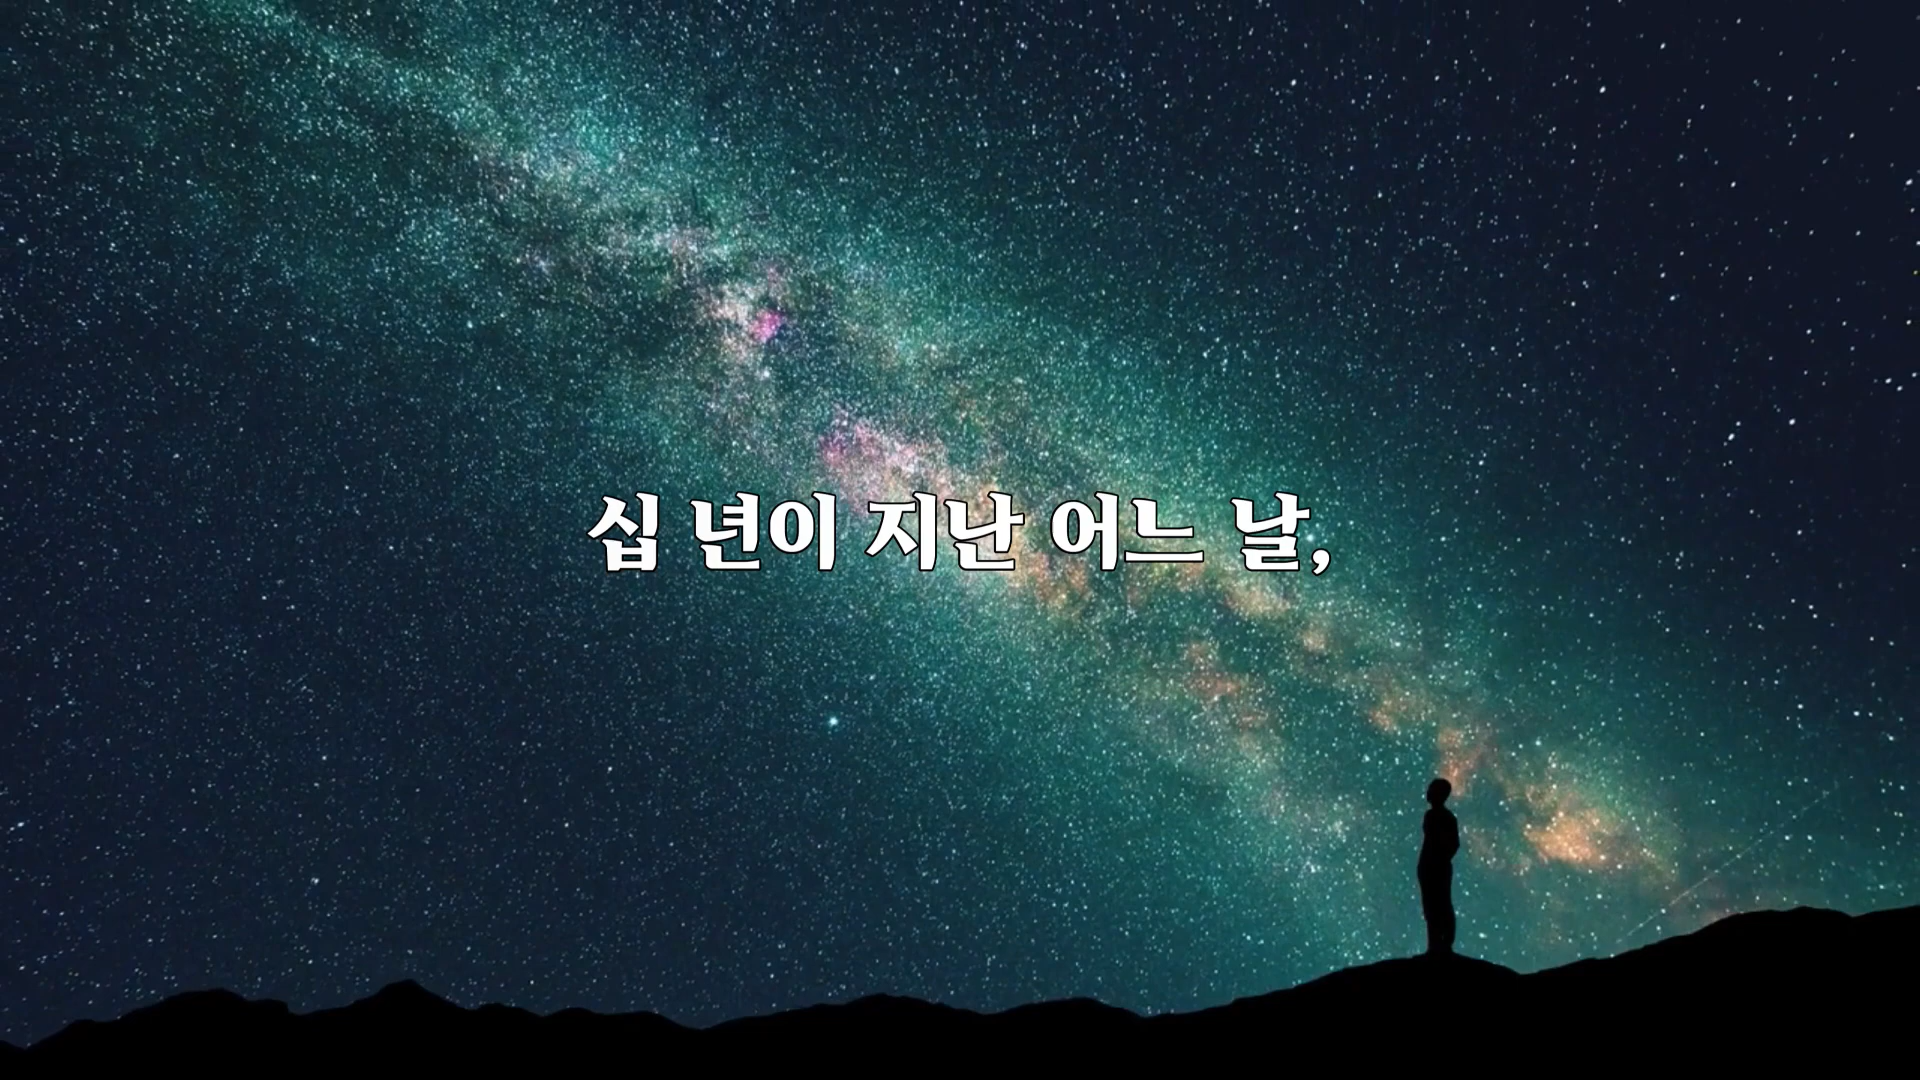 십 년이 지난 어느 날,